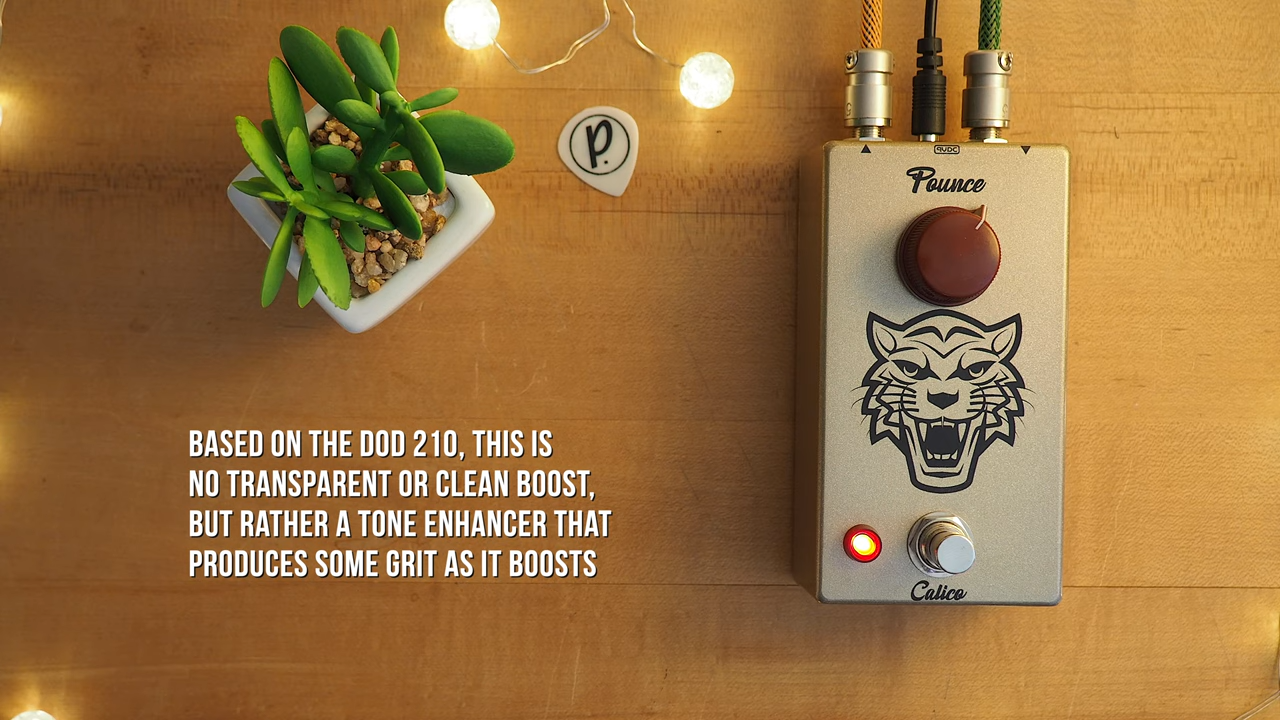 P.
9VDC
Pounce
BASED ON THE DOD 210, THIS IS
NO TRANSPARENT OR CLEAN BOOST,
BUT RATHER A TONE ENHANCER THAT
PRODUCES SOME GRIT AS IT BOOSTS
Calico